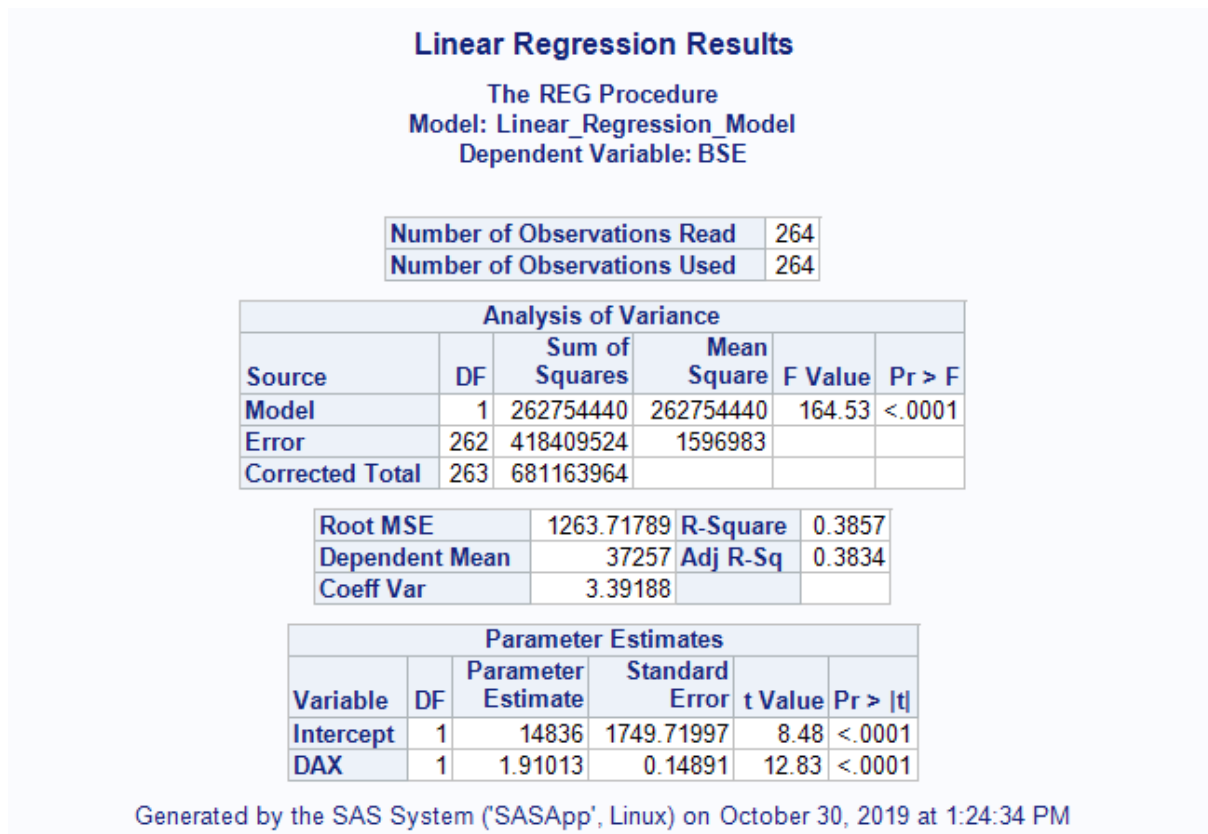 Linear Regression Results
The REG Procedure
Model: Linear_Regression_Model
Dependent Variable: BSE
Number of Observations Read 264
Number of Observations Used 264
Analysis of Variance
Source DF Sum of Squares Mean Square F Value Pr > F
Model 1 262754440 262754440 164.53 <.0001
Error 262 418409524 1596983
Corrected Total 263 681163964
Root MSE 1263.71789 R-Square 0.3857
Dependent Mean 37257 Adj R-Sq 0.3834
Coeff Var 3.39188
Parameter Estimates
Variable DF Parameter Estimate Standard Error t Value Pr > |t|
Intercept 1 14836 1749.71997 8.48 <.0001
DAX 1 1.91013 0.14891 12.83 <.0001
Generated by the SAS System ('SASApp', Linux) on October 30, 2019 at 1:24:34 PM